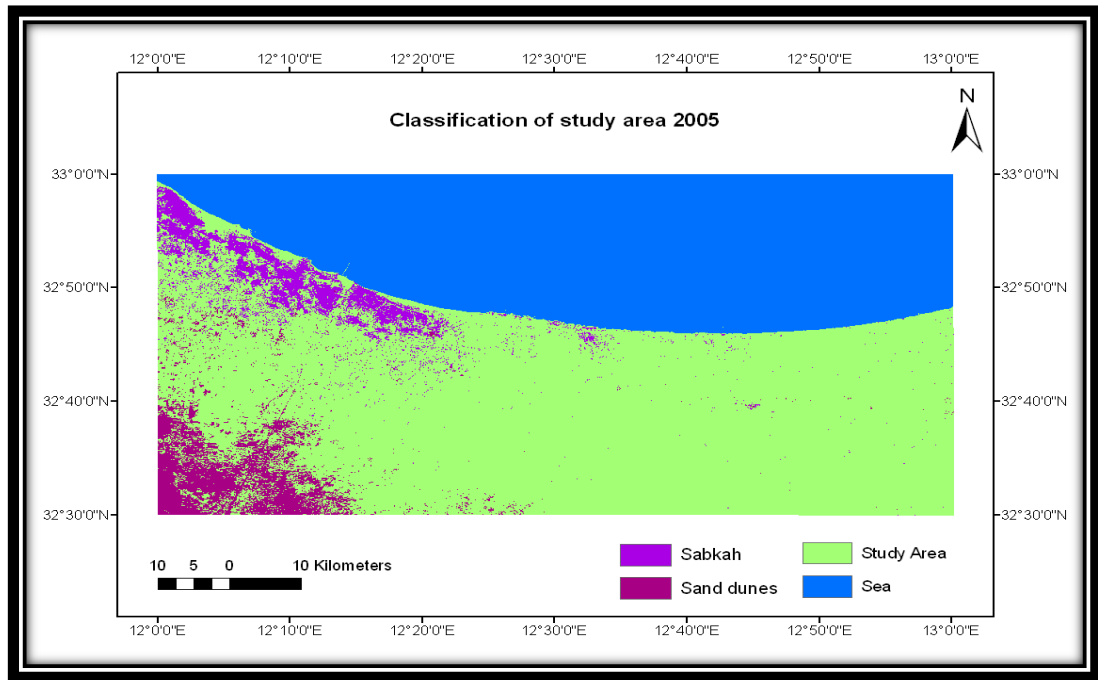 12°0'0"E 12°10'0"E 12°20'0"E 12°30'0"E 12°40'0"E 12°50'0"E 13°0'0"E
N
Classification of study area 2005
33°0'0"N 33°0'0"N
32°50'0"N 32°50'0"N
32°40'0"N 32°40'0"N
32°30'0"N 32°30'0"N
Sabkah Study Area
10 5 0 10 Kilometers
Sand dunes Sea
12°0'0"E 12°10'0"E 12°20'0"E 12°30'0"E 12°40'0"E 12°50'0"E 13°0'0"E